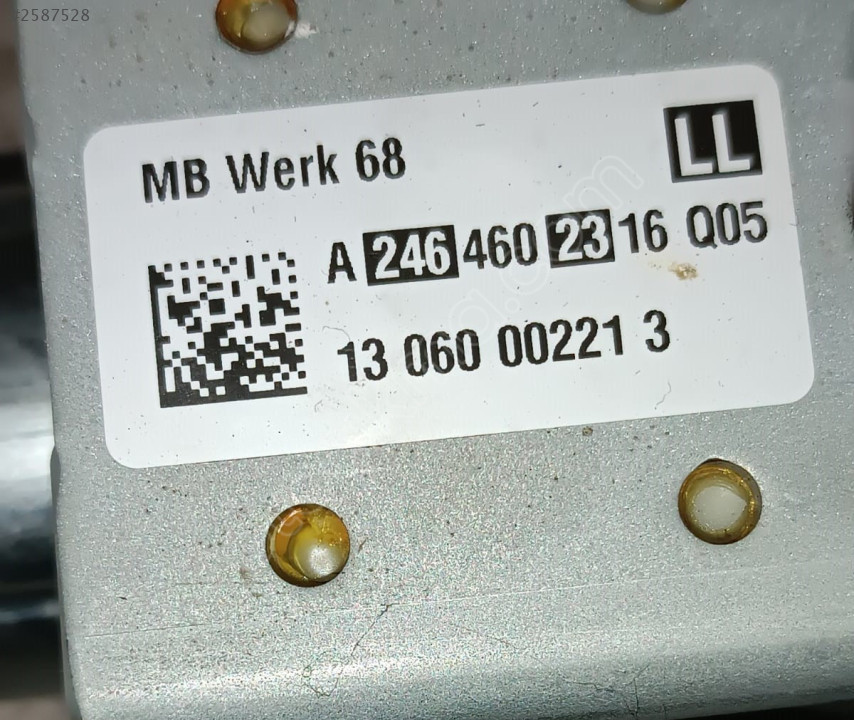 #2587528
MB Werk 68
LL
A 246 460 23 16 Q05
13 060 00221 3